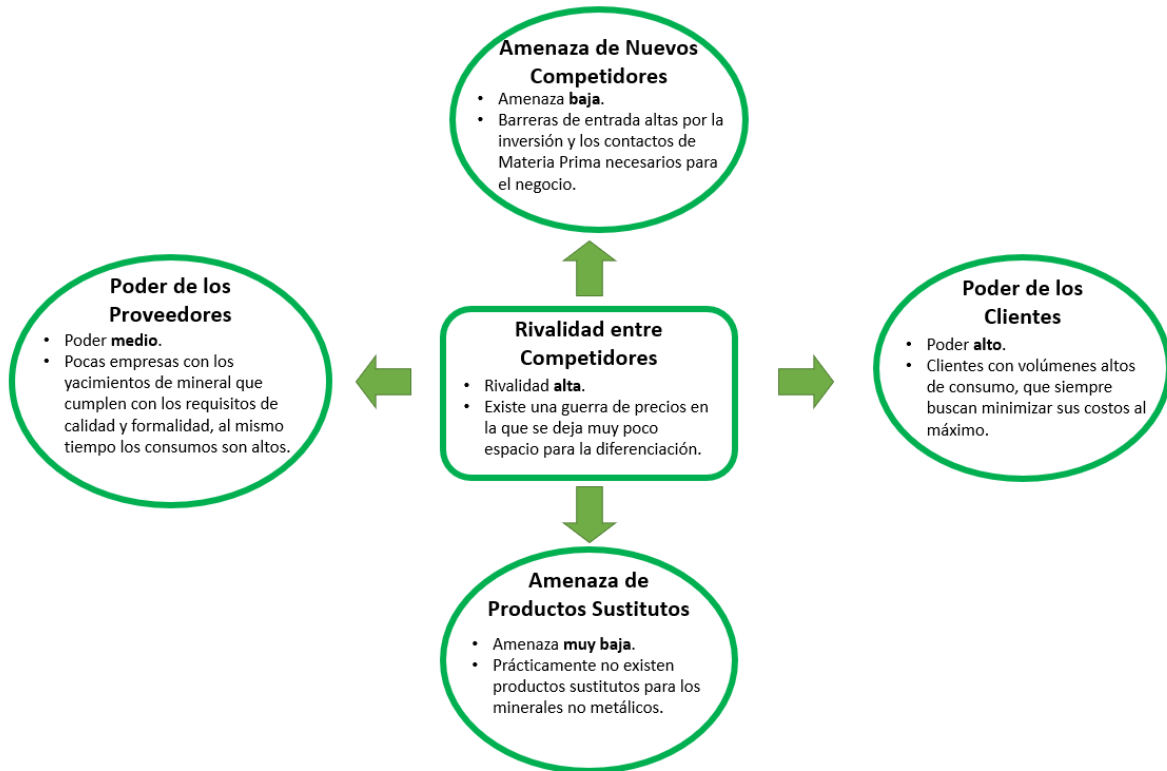 Amenaza de Nuevos
Competidores
• Amenaza baja.
• Barreras de entrada altas por la
inversión y los contactos de
Materia Prima necesarios para
el negocio.
Poder de los
Proveedores
• Poder medio.
• Pocas empresas con los
yacimientos de mineral que
cumplen con los requisitos de
calidad y formalidad, al mismo
tiempo los consumos son altos.
Rivalidad entre
Competidores
• Rivalidad alta.
• Existe una guerra de precios en
la que se deja muy poco
espacio para la diferenciación.
Poder de los
Clientes
• Poder alto.
• Clientes con volúmenes altos
de consumo, que siempre
buscan minimizar sus costos al
máximo.
Amenaza de
Productos Sustitutos
• Amenaza muy baja.
• Prácticamente no existen
productos sustitutos para los
minerales no metálicos.